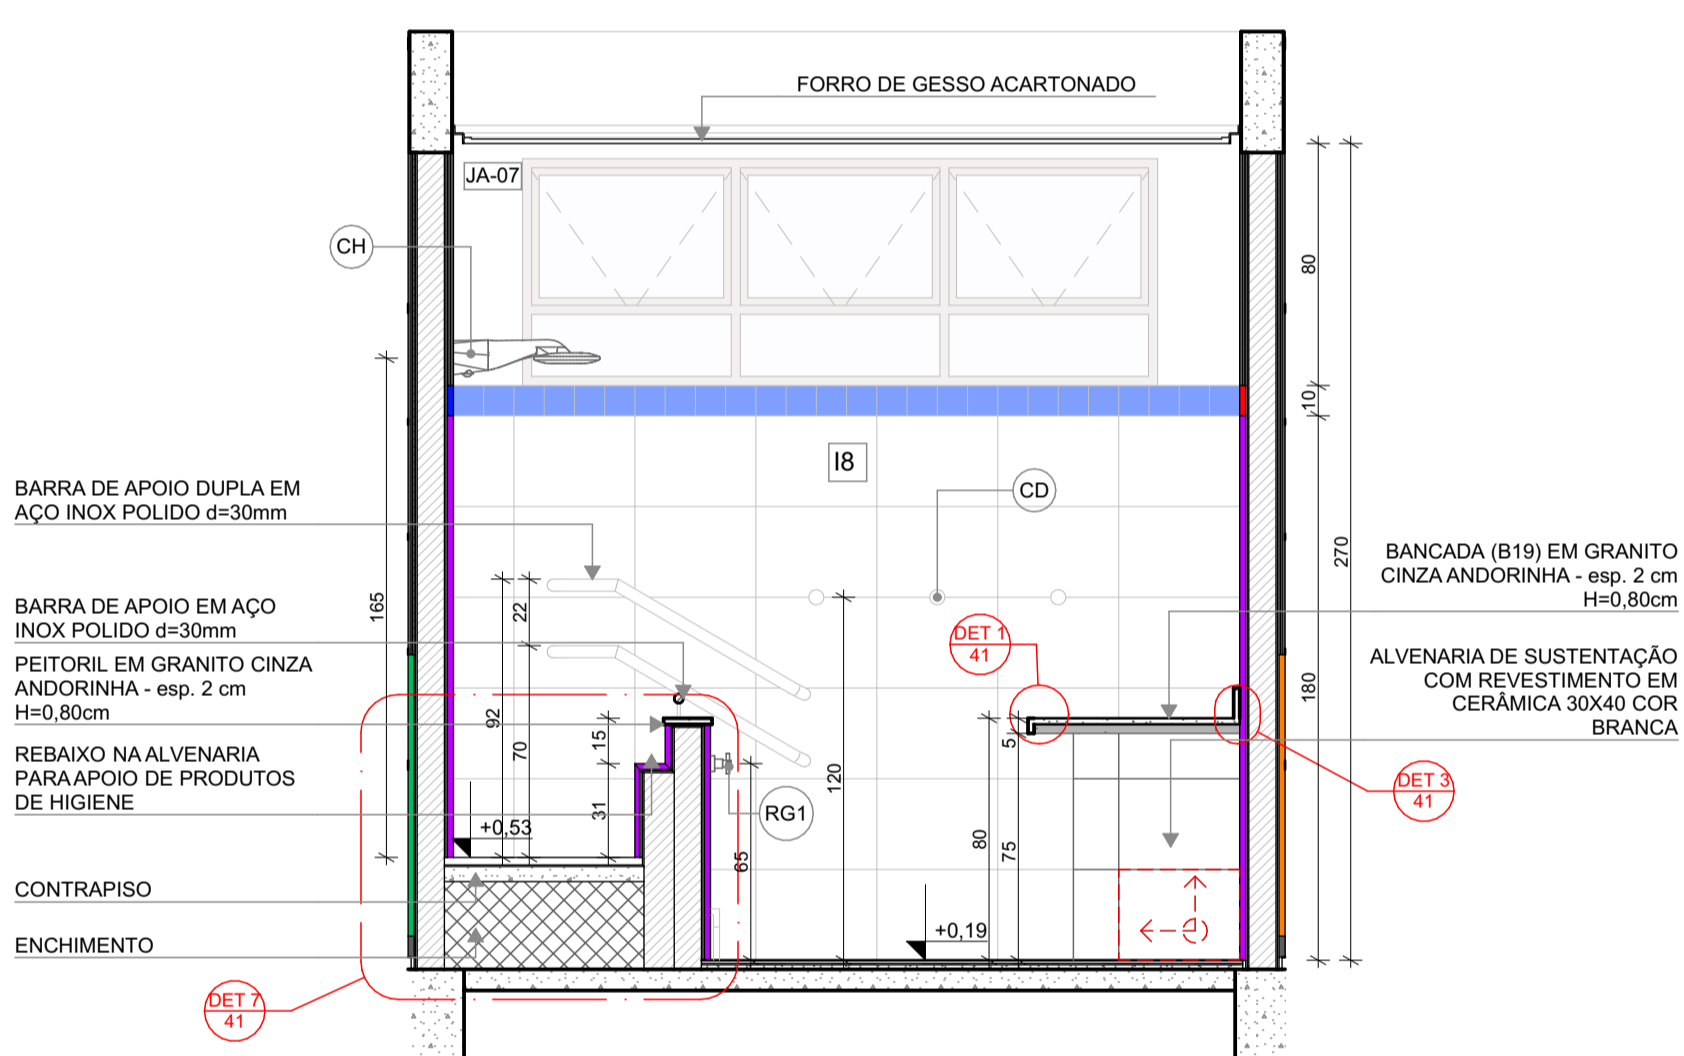 FORRO DE GESSO ACARTONADO
JA-07
CH
80
10
I8
CD
BARRA DE APOIO DUPLA EM
AÇO INOX POLIDO d=30mm
270
BANCADA (B19) EM GRANITO
CINZA ANDORINHA - esp. 2 cm
H=0,80cm
165
22
BARRA DE APOIO EM AÇO
INOX POLIDO d=30mm
DET 1
41
PEITORIL EM GRANITO CINZA
ANDORINHA - esp. 2 cm
H=0,80cm
ALVENARIA DE SUSTENTAÇÃO
COM REVESTIMENTO EM
CERÂMICA 30X40 COR
BRANCA
180
92
70
15
5
120
REBAIXO NA ALVENARIA
PARA APOIO DE PRODUTOS
DE HIGIENE
DET 3
41
31
RG1
+0,53
80
75
65
CONTRAPISO
+0,19
ENCHIMENTO
DET 7
41